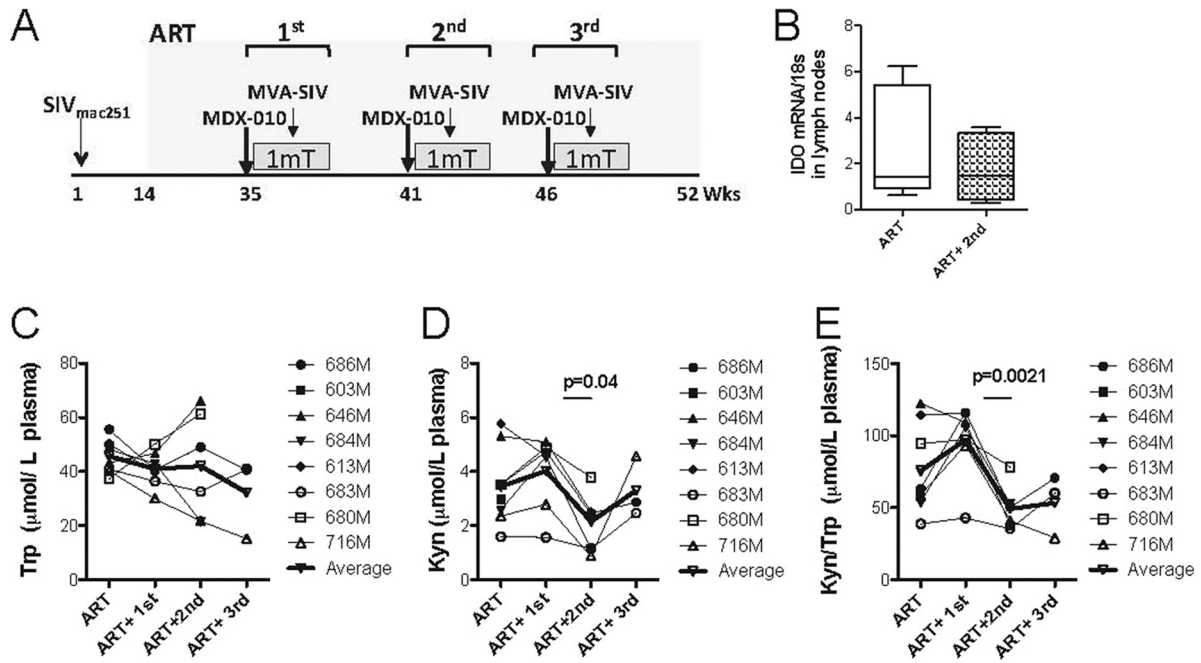 A
ART
1st
2nd
3rd
SIVmac251
MVA-SIV
MVA-SIV
MVA-SIV
MDX-010
MDX-010
MDX-010
1mT
1mT
1mT
1
14
35
41
46
52 Wks
B
IDO mRNA/18s
in lymph nodes
8
6
4
2
0
ART
ART+ 2nd
C
Trp (μmol/ L plasma)
80
60
40
20
0
ART
ART+ 1st
ART+2nd
ART+ 3rd
686M
603M
646M
684M
613M
683M
680M
716M
Average
D
Kyn (μmol/L plasma)
8
6
4
2
0
p=0.04
ART
ART+ 1st
ART+2nd
ART+ 3rd
686M
603M
646M
684M
613M
683M
680M
716M
Average
E
Kyn/Trp (μmol/L plasma)
150
100
50
0
p=0.0021
ART
ART+ 1st
ART+2nd
ART+ 3rd
686M
603M
646M
684M
613M
683M
680M
716M
Average